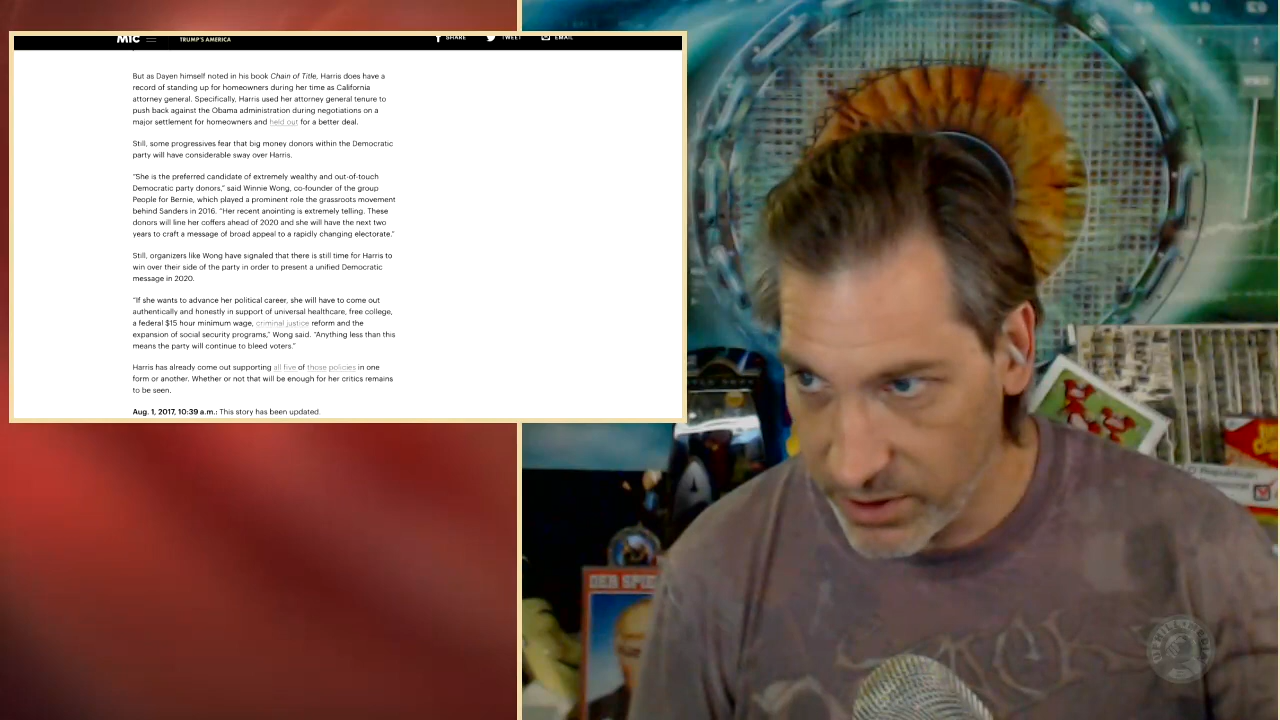 Mic
TRUMP'S AMERICA
SHARE
TWEET
EMAIL
But as Dayen himself noted in his book Chain of Title, Harris does have a
record of standing up for homeowners during her time as California
attorney general. Specifically, Harris used her attorney general tenure to
push back against the Obama administration during negotiations on a
major settlement for homeowners and held out for a better deal.
Still, some progressives fear that big money donors within the Democratic
party will have considerable sway over Harris.
“She is the preferred candidate of extremely wealthy and out-of-touch
Democratic party donors,” said Winnie Wong, co-founder of the group
People for Bernie, which played a prominent role the grassroots movement
behind Sanders in 2016. “Her recent anointing is extremely telling. These
donors will line her coffers ahead of 2020 and she will have the next two
years to craft a message of broad appeal to a rapidly changing electorate.”
Still, organizers like Wong have signaled that there is still time for Harris to
win over their side of the party in order to present a unified Democratic
message in 2020.
“If she wants to advance her political career, she will have to come out
authentically and honestly in support of universal healthcare, free college,
a federal $15 hour minimum wage, criminal justice reform and the
expansion of social security programs,” Wong said. “Anything less than this
means the party will continue to bleed voters.”
Harris has already come out supporting all five of those policies in one
form or another. Whether or not that will be enough for her critics remains
to be seen.
Aug. 1, 2017, 10:39 a.m.: This story has been updated.
DER